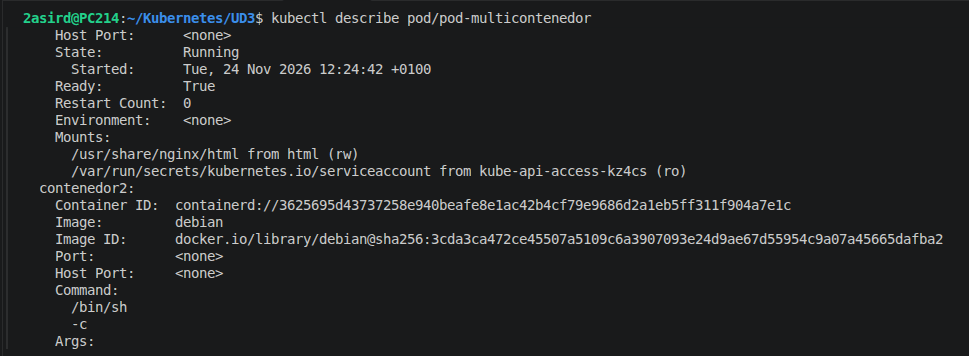 2asird@PC214:~/Kubernetes/UD3$ kubectl describe pod/pod-multicontenedor
    Host Port:      <none>
    State:          Running
      Started:      Tue, 24 Nov 2026 12:24:42 +0100
    Ready:          True
    Restart Count:  0
    Environment:    <none>
    Mounts:
      /usr/share/nginx/html from html (rw)
      /var/run/secrets/kubernetes.io/serviceaccount from kube-api-access-kz4cs (ro)
  contenedor2:
    Container ID:  containerd://3625695d43737258e940beafe8e1ac42b4cf79e9686d2a1eb5ff311f904a7e1c
    Image:         debian
    Image ID:      docker.io/library/debian@sha256:3cda3ca472ce45507a5109c6a3907093e24d9ae67d55954c9a07a45665dafba2
    Port:          <none>
    Host Port:     <none>
    Command:
      /bin/sh
      -c
    Args: